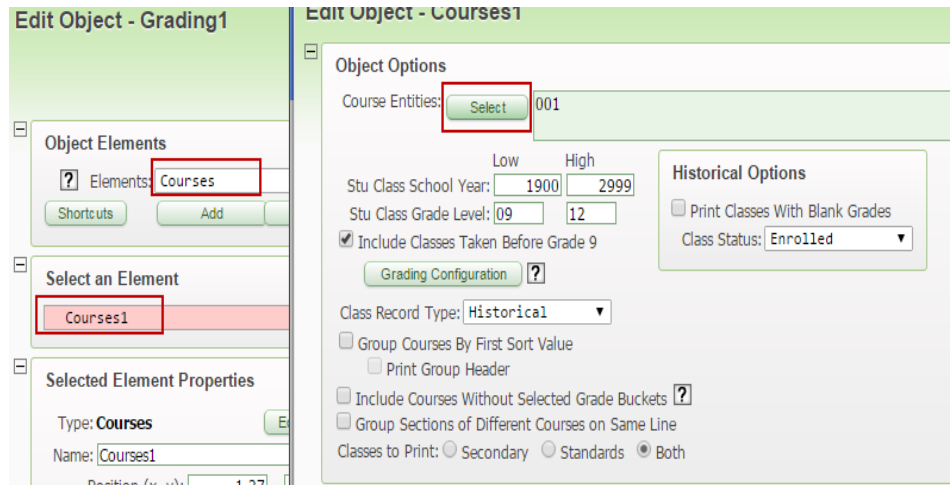 Edit Object - Grading1
Object Elements
? Elements: Courses
Shortcuts Add
Select an Element
Courses1
Selected Element Properties
Type: Courses
Name: Courses1
Position (x, y): 1.27
Edit Object - Courses1
Object Options
Course Entities: Select 001
Low High
Stu Class School Year: 1900 2999
Stu Class Grade Level: 09 12
Include Classes Taken Before Grade 9
Grading Configuration ?
Class Record Type: Historical
Group Courses By First Sort Value
Print Group Header
Include Courses Without Selected Grade Buckets ?
Group Sections of Different Courses on Same Line
Classes to Print: Secondary Standards Both
Historical Options
Print Classes With Blank Grades
Class Status: Enrolled